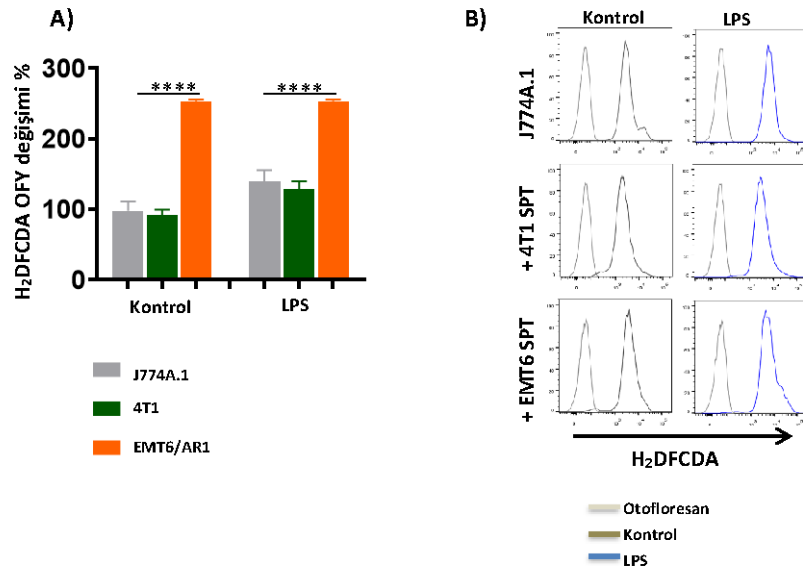 A)
H₂DFCDA OFY değişimi %
300
200
100
0
****
****
Kontrol
LPS
J774A.1
4T1
EMT6/AR1
B)
Kontrol
LPS
J774A.1
+ 4T1 SPT
+ EMT6 SPT
H₂DFCDA
Otofloresan
Kontrol
LPS